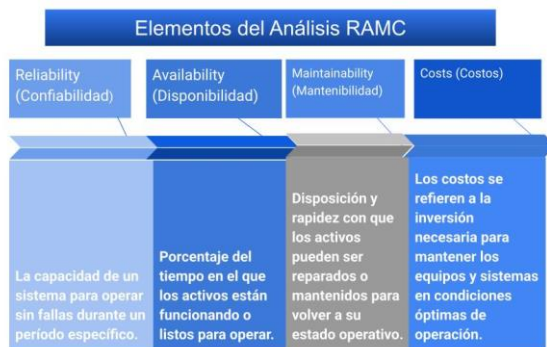 Elementos del Análisis RAMC
Reliability
(Confiabilidad)
Availability
(Disponibilidad)
Maintainability
(Mantenibilidad)
Costs (Costos)
La capacidad de un
sistema para operar
sin fallas durante un
período específico.
Porcentaje del
tiempo en el que
los activos están
funcionando o
listos para operar.
Disposición y
rapidez con que
los activos
pueden ser
reparados o
mantenidos para
volver a su
estado operativo.
Los costos se
refieren a la
inversión
necesaria para
mantener los
equipos y sistemas
en condiciones
óptimas de
operación.